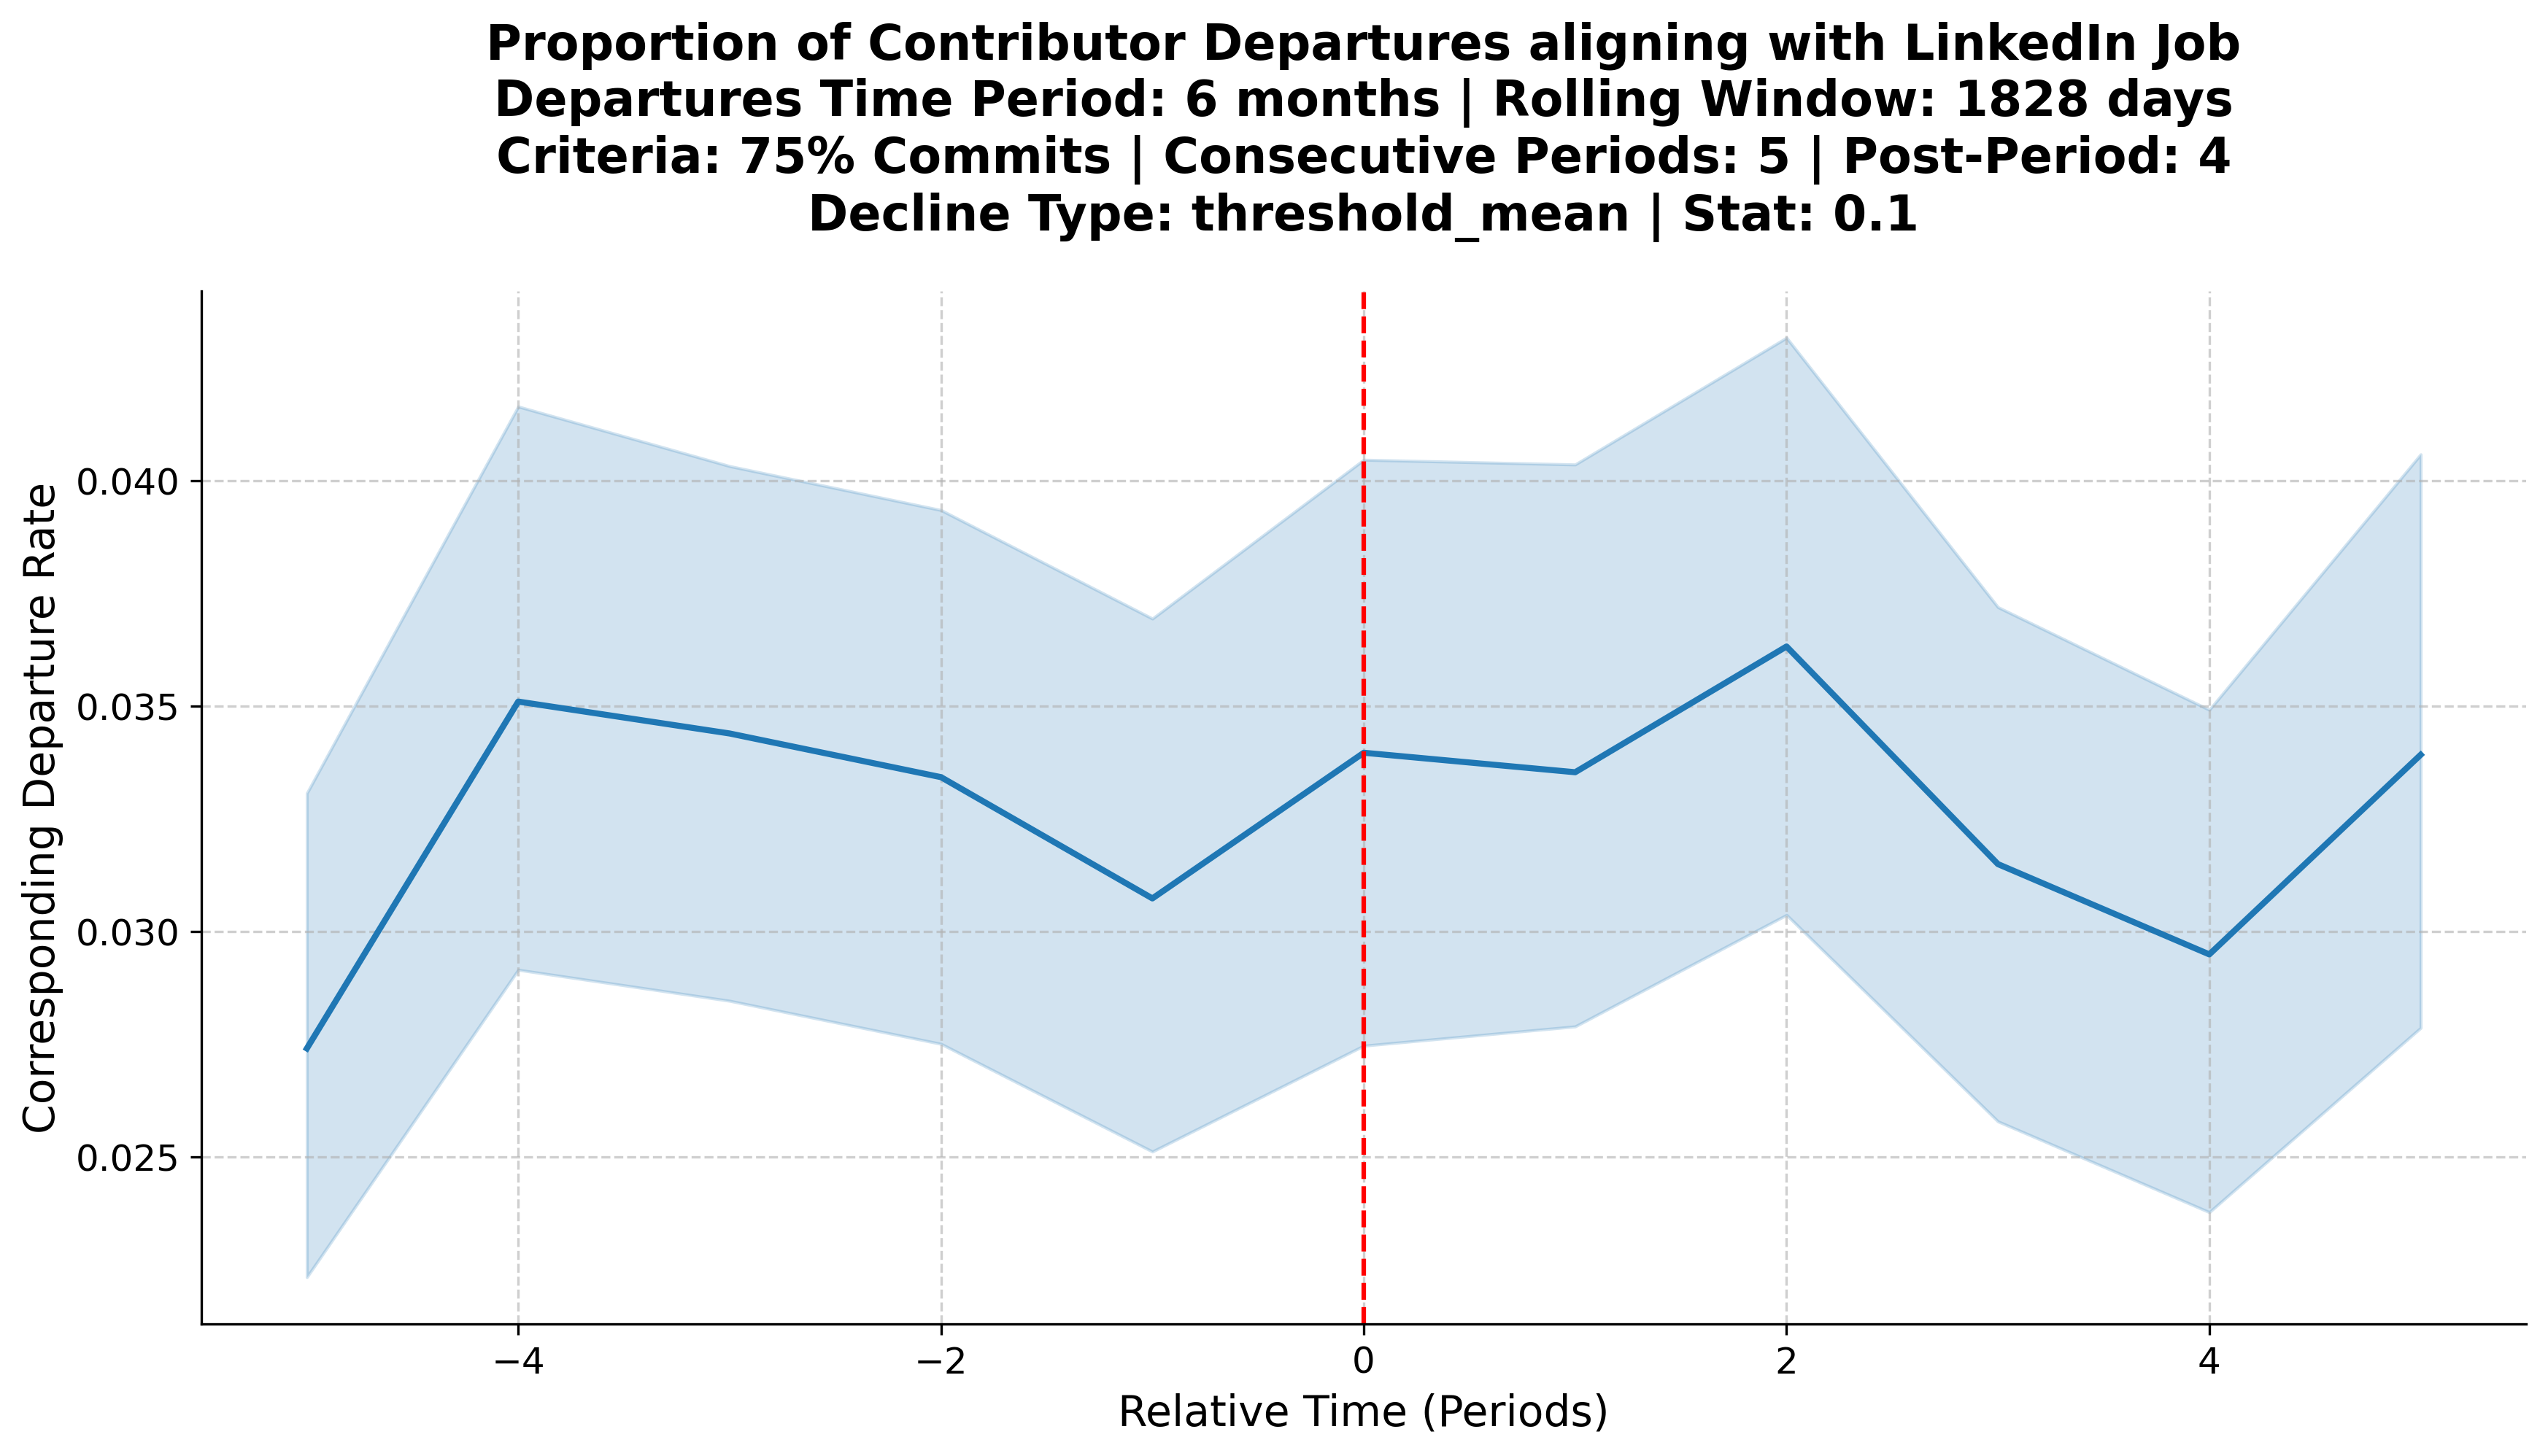 Proportion of Contributor Departures aligning with LinkedIn Job
Departures Time Period: 6 months | Rolling Window: 1828 days
Criteria: 75% Commits | Consecutive Periods: 5 | Post-Period: 4
Decline Type: threshold_mean | Stat: 0.1
Corresponding Departure Rate
0.040
0.035
0.030
0.025
−4
−2
0
2
4
Relative Time (Periods)